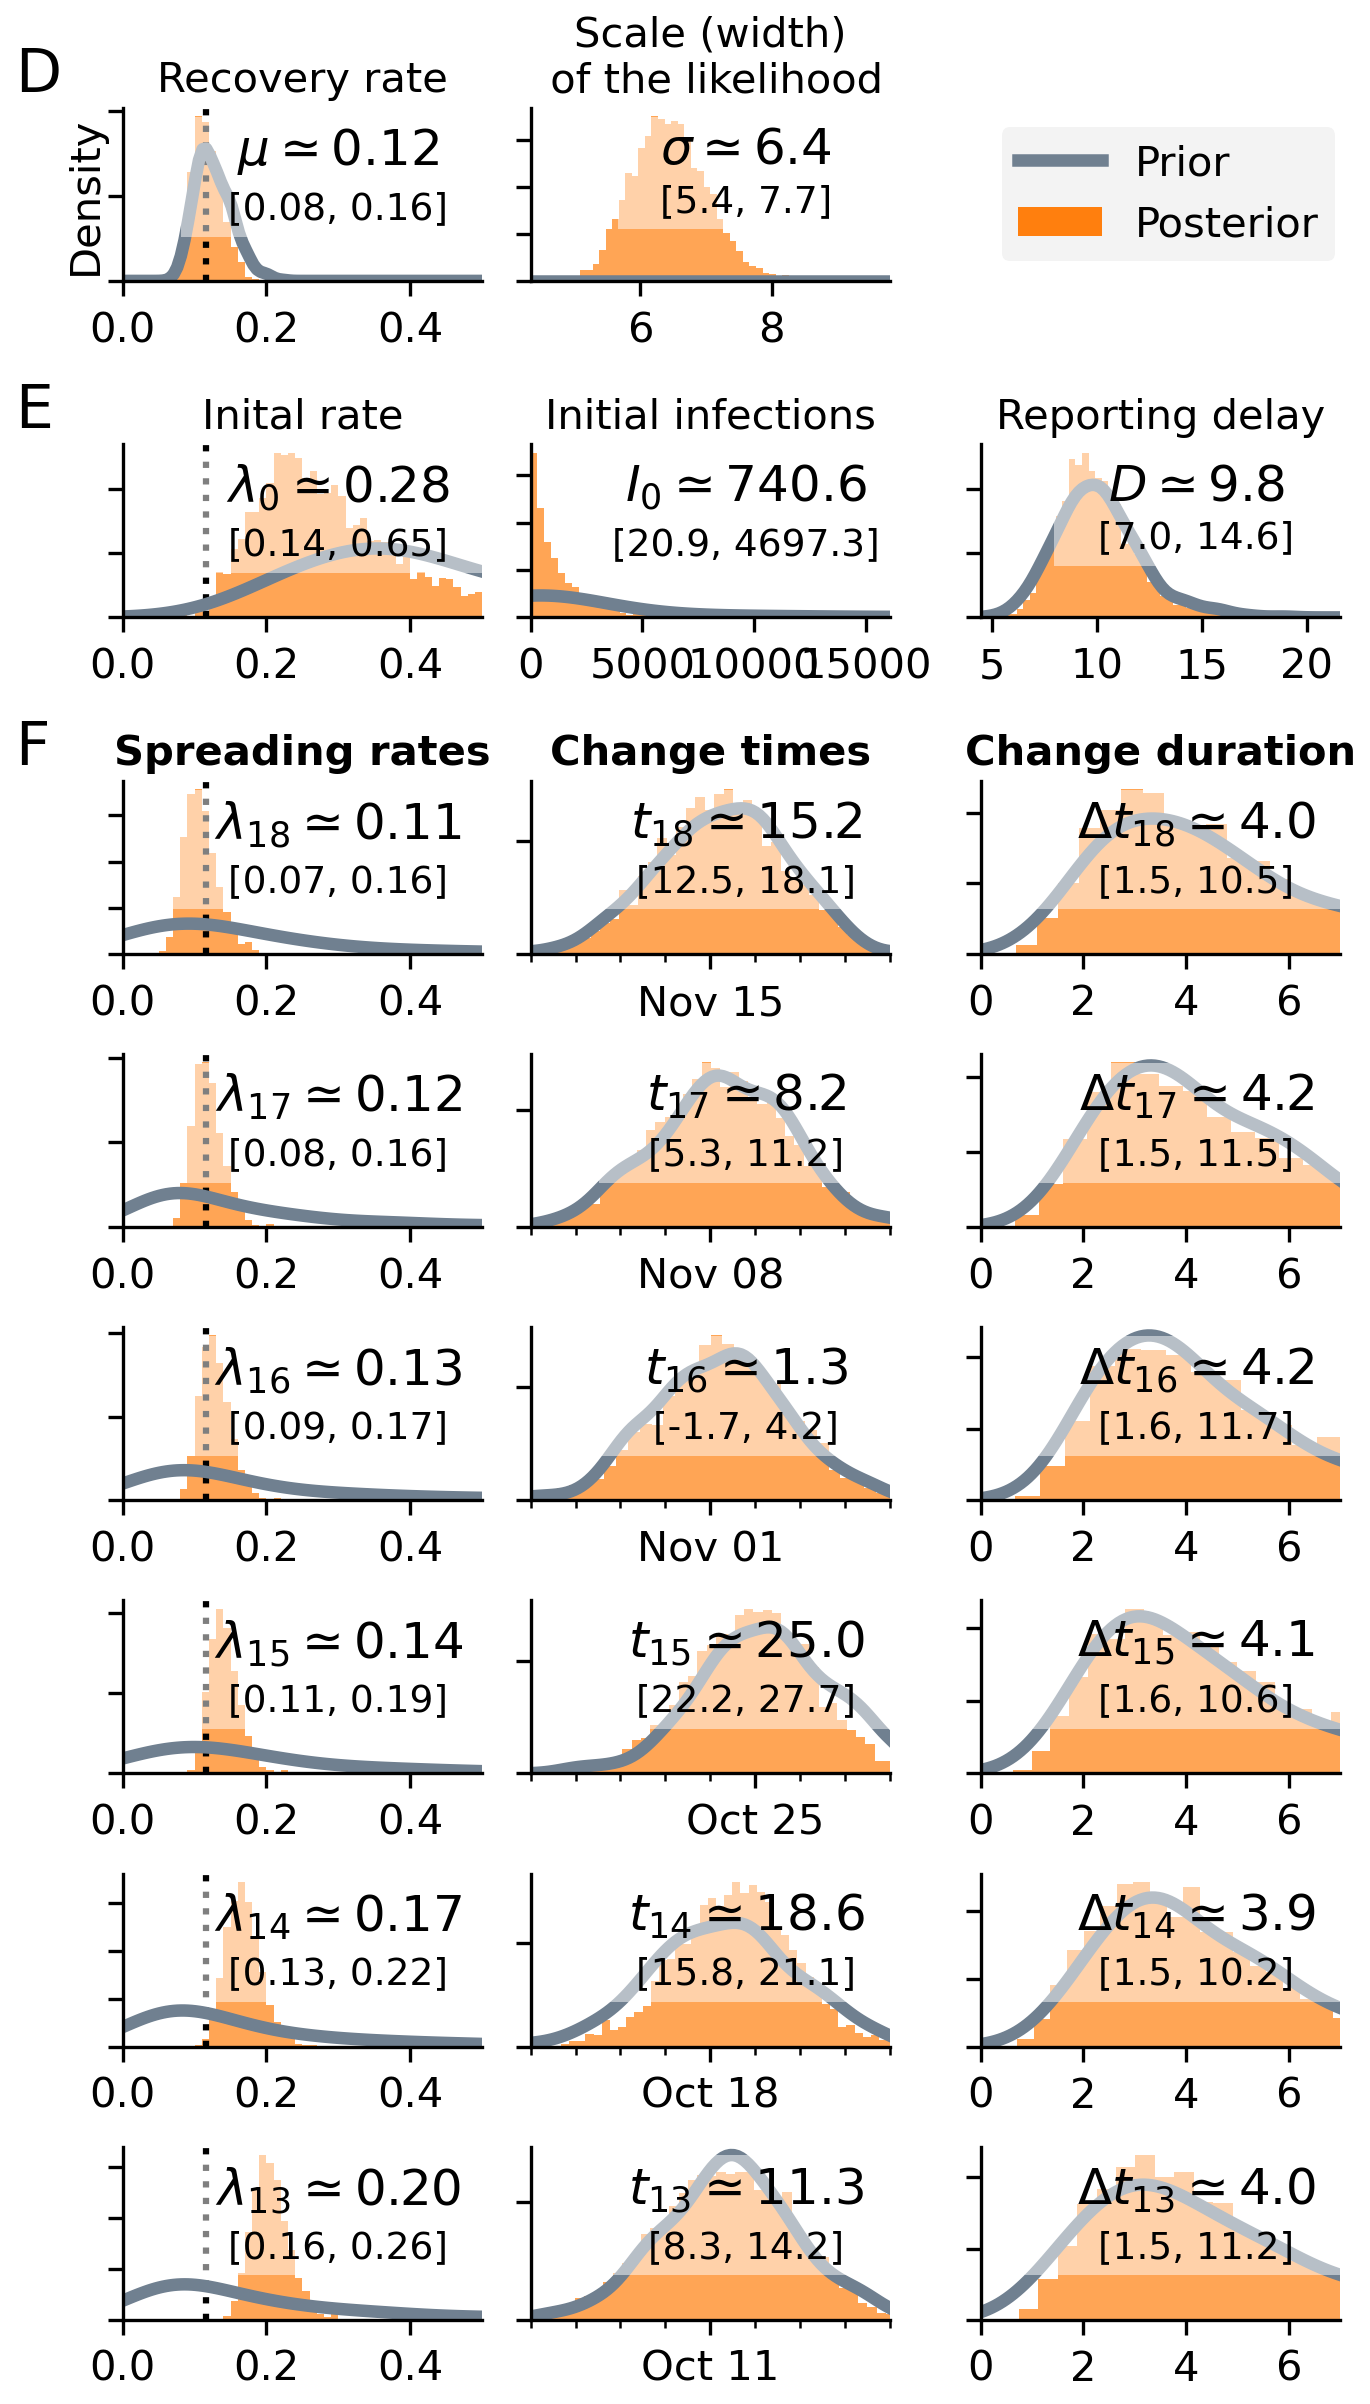 D
Recovery rate
Scale (width)
of the likelihood
Density
μ ≃ 0.12
[0.08, 0.16]
σ ≃ 6.4
[5.4, 7.7]
Prior
Posterior
0.0 0.2 0.4
6 8
E
Inital rate
Initial infections
Reporting delay
λ0 ≃ 0.28
[0.14, 0.65]
I0 ≃ 740.6
[20.9, 4697.3]
D ≃ 9.8
[7.0, 14.6]
0.0 0.2 0.4
0 5000 10000 15000
5 10 15 20
F
Spreading rates
Change times
Change duration
λ18 ≃ 0.11
[0.07, 0.16]
t18 ≃ 15.2
[12.5, 18.1]
Δt18 ≃ 4.0
[1.5, 10.5]
0.0 0.2 0.4
Nov 15
0 2 4 6
λ17 ≃ 0.12
[0.08, 0.16]
t17 ≃ 8.2
[5.3, 11.2]
Δt17 ≃ 4.2
[1.5, 11.5]
0.0 0.2 0.4
Nov 08
0 2 4 6
λ16 ≃ 0.13
[0.09, 0.17]
t16 ≃ 1.3
[-1.7, 4.2]
Δt16 ≃ 4.2
[1.6, 11.7]
0.0 0.2 0.4
Nov 01
0 2 4 6
λ15 ≃ 0.14
[0.11, 0.19]
t15 ≃ 25.0
[22.2, 27.7]
Δt15 ≃ 4.1
[1.6, 10.6]
0.0 0.2 0.4
Oct 25
0 2 4 6
λ14 ≃ 0.17
[0.13, 0.22]
t14 ≃ 18.6
[15.8, 21.1]
Δt14 ≃ 3.9
[1.5, 10.2]
0.0 0.2 0.4
Oct 18
0 2 4 6
λ13 ≃ 0.20
[0.16, 0.26]
t13 ≃ 11.3
[8.3, 14.2]
Δt13 ≃ 4.0
[1.5, 11.2]
0.0 0.2 0.4
Oct 11
0 2 4 6